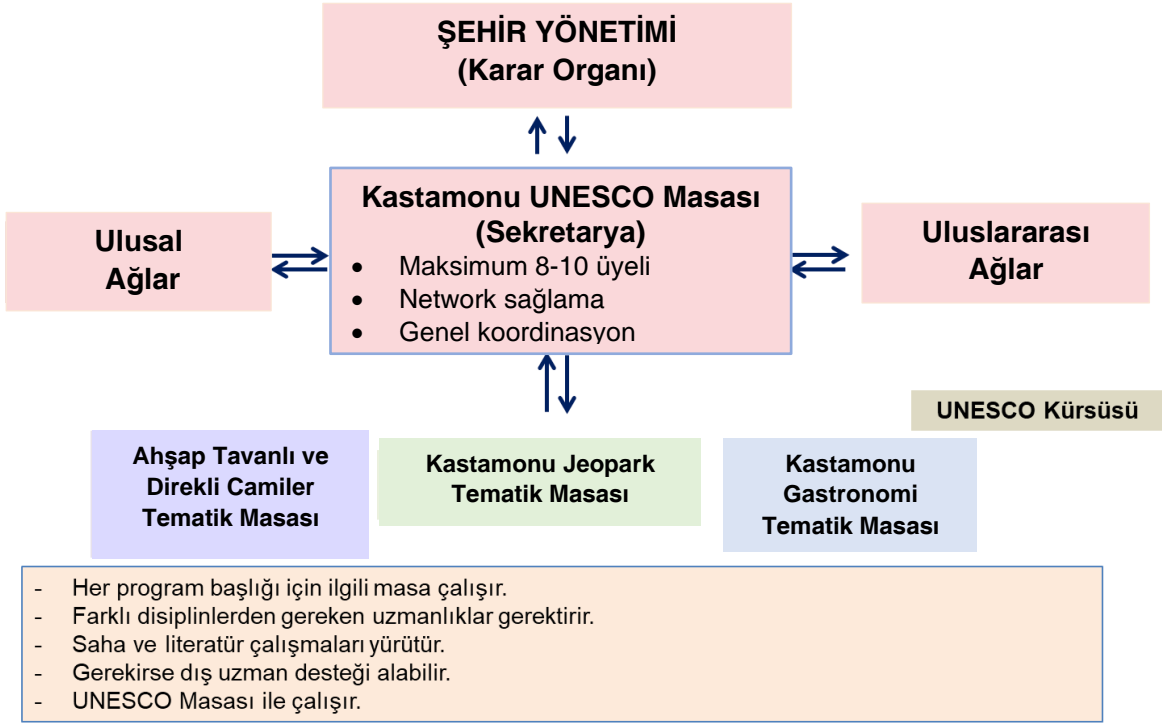 ŞEHİR YÖNETİMİ
(Karar Organı)
Kastamonu UNESCO Masası
(Sekretarya)
• Maksimum 8-10 üyeli
• Network sağlama
• Genel koordinasyon
Ulusal
Ağlar
Uluslararası
Ağlar
UNESCO Kürsüsü
Ahşap Tavanlı ve
Direkli Camiler
Tematik Masası
Kastamonu Jeopark
Tematik Masası
Kastamonu
Gastronomi
Tematik Masası
- Her program başlığı için ilgili masa çalışır.
- Farklı disiplinlerden gereken uzmanlıklar gerektirir.
- Saha ve literatür çalışmaları yürütür.
- Gerekirse dış uzman desteği alabilir.
- UNESCO Masası ile çalışır.